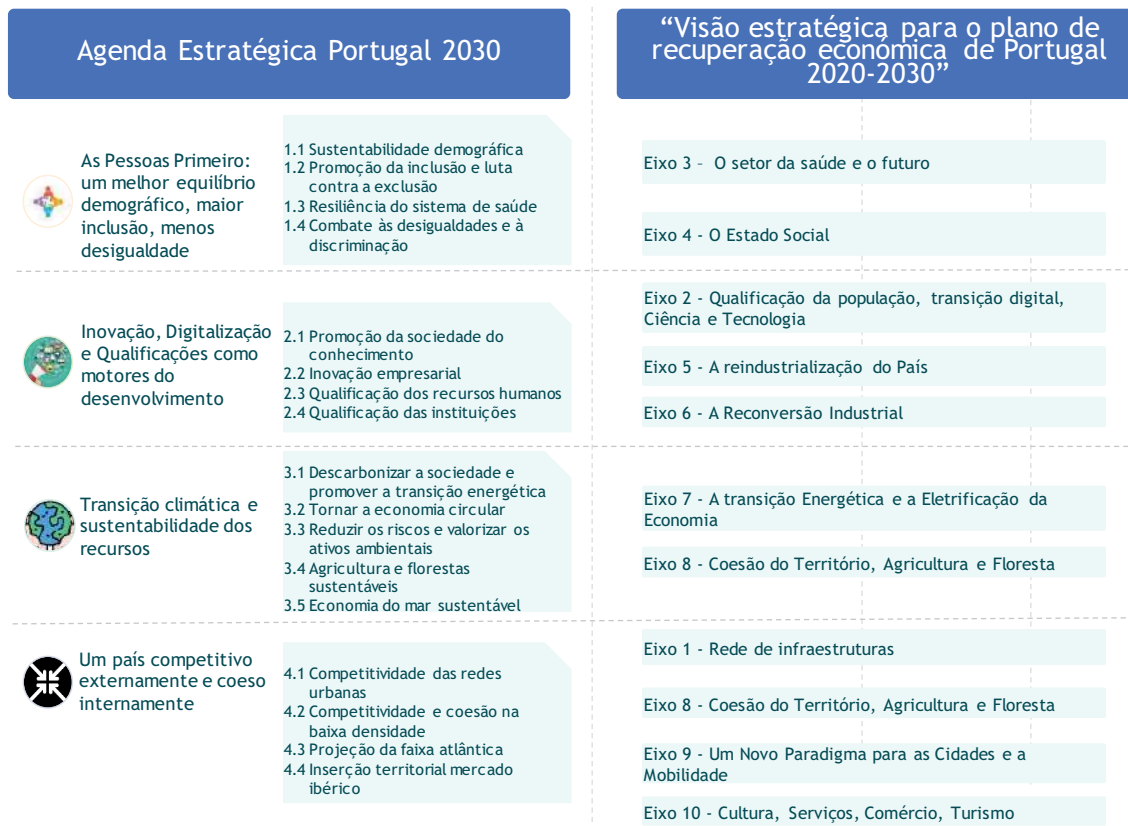 Agenda Estratégica Portugal 2030
“Visão estratégica para o plano de
recuperação económica de Portugal
2020-2030”
As Pessoas Primeiro:
um melhor equilíbrio
demográfico, maior
inclusão, menos
desigualdade
1.1 Sustentabilidade demográfica
1.2 Promoção da inclusão e luta
contra a exclusão
1.3 Resiliência do sistema de saúde
1.4 Combate às desigualdades e à
discriminação
Eixo 3 – O setor da saúde e o futuro
Eixo 4 - O Estado Social
Inovação, Digitalização
e Qualificações como
motores do
desenvolvimento
2.1 Promoção da sociedade do
conhecimento
2.2 Inovação empresarial
2.3 Qualificação dos recursos humanos
2.4 Qualificação das instituições
Eixo 2 - Qualificação da população, transição digital,
Ciência e Tecnologia
Eixo 5 - A reindustrialização do País
Eixo 6 - A Reconversão Industrial
Transição climática e
sustentabilidade dos
recursos
3.1 Descarbonizar a sociedade e
promover a transição energética
3.2 Tornar a economia circular
3.3 Reduzir os riscos e valorizar os
ativos ambientais
3.4 Agricultura e florestas
sustentáveis
3.5 Economia do mar sustentável
Eixo 7 - A transição Energética e a Eletrificação da
Economia
Eixo 8 - Coesão do Território, Agricultura e Floresta
Um país competitivo
externamente e coeso
internamente
4.1 Competitividade das redes
urbanas
4.2 Competitividade e coesão na
baixa densidade
4.3 Projeção da faixa atlântica
4.4 Inserção territorial mercado
ibérico
Eixo 1 - Rede de infraestruturas
Eixo 8 - Coesão do Território, Agricultura e Floresta
Eixo 9 - Um Novo Paradigma para as Cidades e a
Mobilidade
Eixo 10 - Cultura, Serviços, Comércio, Turismo